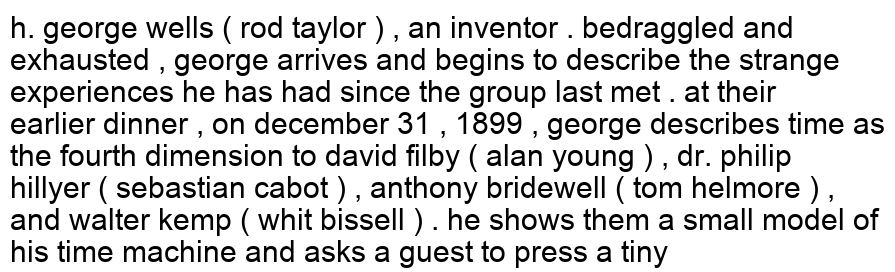 h. george wells ( rod taylor ) , an inventor . bedraggled and
exhausted , george arrives and begins to describe the strange
experiences he has had since the group last met . at their
earlier dinner , on december 31 , 1899 , george describes time as
the fourth dimension to david filby ( alan young ) , dr. philip
hillyer ( sebastian cabot ) , anthony bridewell ( tom helmore ) ,
and walter kemp ( whit bissell ) . he shows them a small model of
his time machine and asks a guest to press a tiny